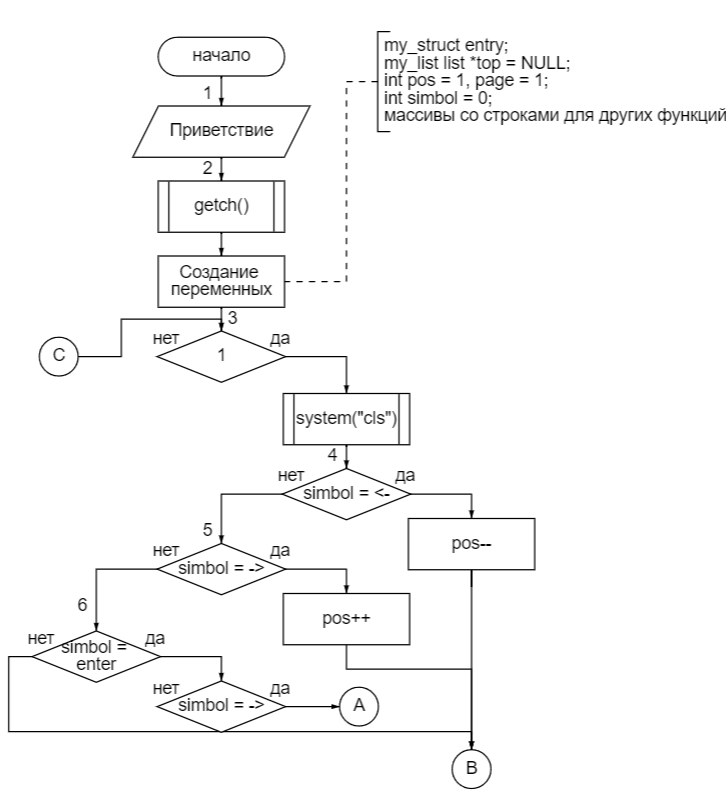 начало
my_struct entry;
my_list list *top = NULL;
int pos = 1, page = 1;
int simbol = 0;
массивы со строками для других функций
1
Приветствие
2
getch()
Создание
переменных
3
C
нет
1
да
system("cls")
4
нет
simbol = <-
да
5
pos--
нет
simbol = ->
да
6
pos++
нет
simbol =
enter
да
нет
simbol = ->
да
A
B